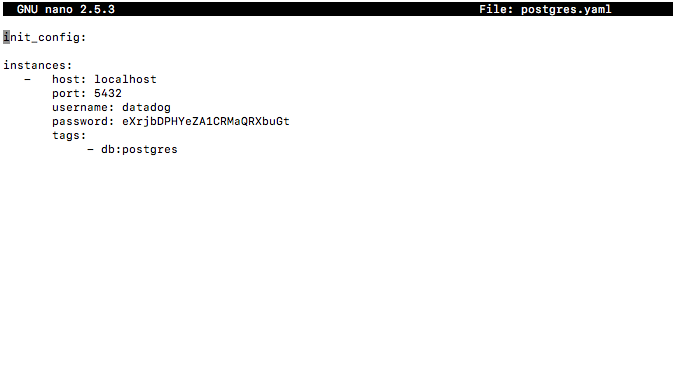 GNU nano 2.5.3 File: postgres.yaml
init_config:
instances:
- host: localhost
port: 5432
username: datadog
password: eXrjbDPHYeZA1CRMaQRXbuGt
tags:
- db:postgres